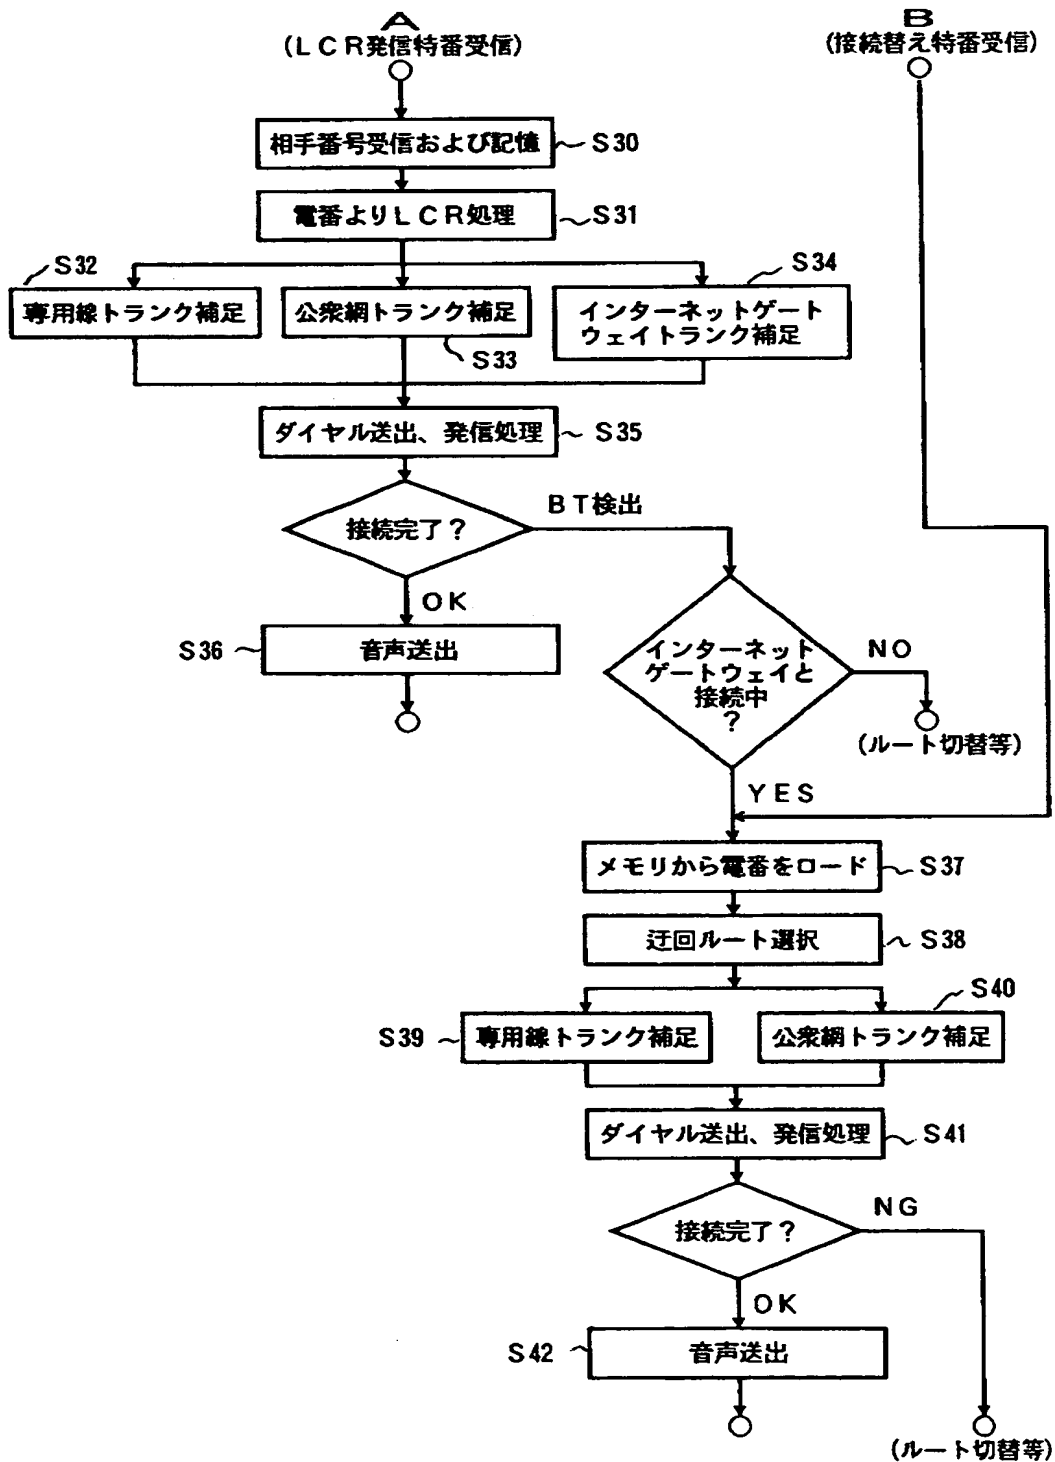 A
(LCR発信特番受信)
B
(接続替え特番受信)
相手番号受信および記憶
S30
電番よりLCR処理
S31
S32
専用線トランク補足
公衆網トランク補足
S33
S34
インターネットゲート
ウェイトランク補足
ダイヤル送出、発信処理
S35
接続完了?
BT検出
OK
S36
音声送出
インターネット
ゲートウェイと
接続中
?
NO
(ルート切替等)
YES
メモリから電番をロード
S37
迂回ルート選択
S38
S39
専用線トランク補足
S40
公衆網トランク補足
ダイヤル送出、発信処理
S41
接続完了?
NG
OK
S42
音声送出
(ルート切替等)